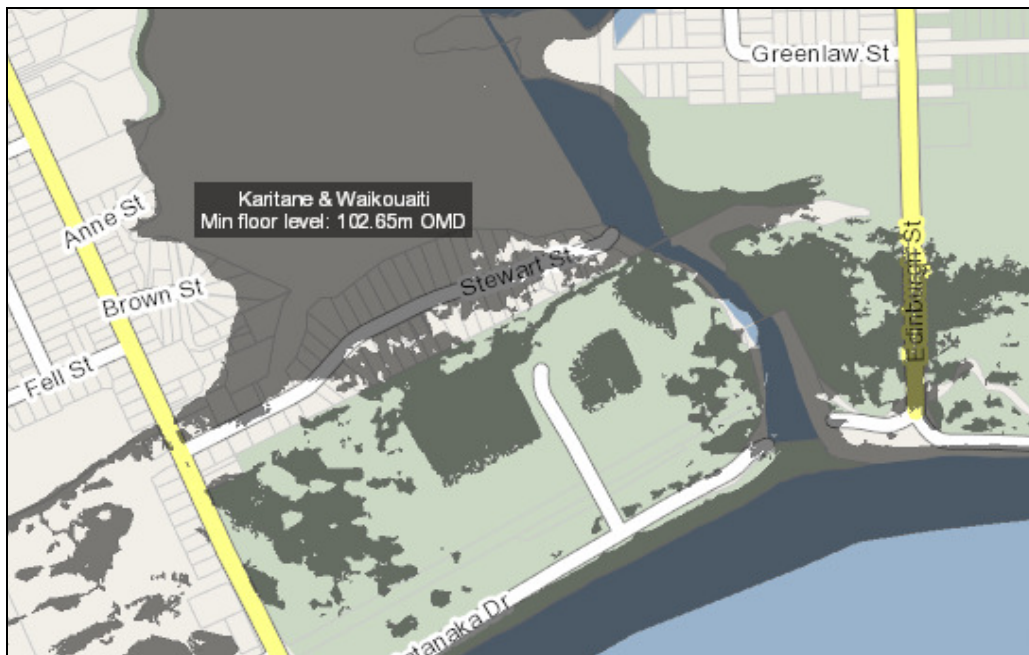 Greenlaw St
Karitane & Waikouaiti
Min floor level: 102.65m OMD
Anne St
Stewart St
Brown St
Edinburgh St
Fell St